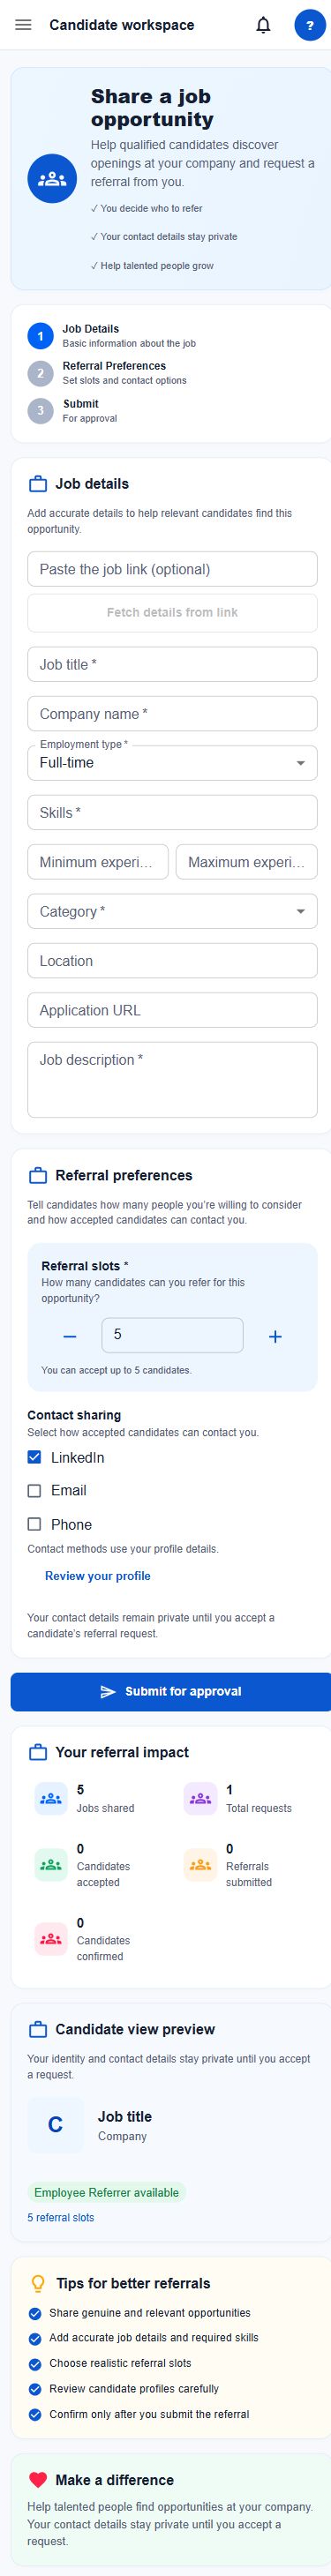 Candidate workspace
?
Share a job
opportunity
Help qualified candidates discover
openings at your company and request a
referral from you.
✓ You decide who to refer
✓ Your contact details stay private
✓ Help talented people grow
1
Job Details
Basic information about the job
2
Referral Preferences
Set slots and contact options
3
Submit
For approval
Job details
Add accurate details to help relevant candidates find this
opportunity.
Paste the job link (optional)
Fetch details from link
Job title *
Company name *
Employment type *
Full-time
Skills *
Minimum experi...
Maximum experi...
Category *
Location
Application URL
Job description *
Referral preferences
Tell candidates how many people you're willing to consider
and how accepted candidates can contact you.
Referral slots *
How many candidates can you refer for this
opportunity?
− 5 +
You can accept up to 5 candidates.
Contact sharing
Select how accepted candidates can contact you.
LinkedIn
Email
Phone
Contact methods use your profile details.
Review your profile
Your contact details remain private until you accept a
candidate's referral request.
Submit for approval
Your referral impact
5
Jobs shared
1
Total requests
0
Candidates
accepted
0
Referrals
submitted
0
Candidates
confirmed
Candidate view preview
Your identity and contact details stay private until you accept
a request.
C
Job title
Company
Employee Referrer available
5 referral slots
Tips for better referrals
Share genuine and relevant opportunities
Add accurate job details and required skills
Choose realistic referral slots
Review candidate profiles carefully
Confirm only after you submit the referral
Make a difference
Help talented people find opportunities at your company.
Your contact details stay private until you accept a
request.